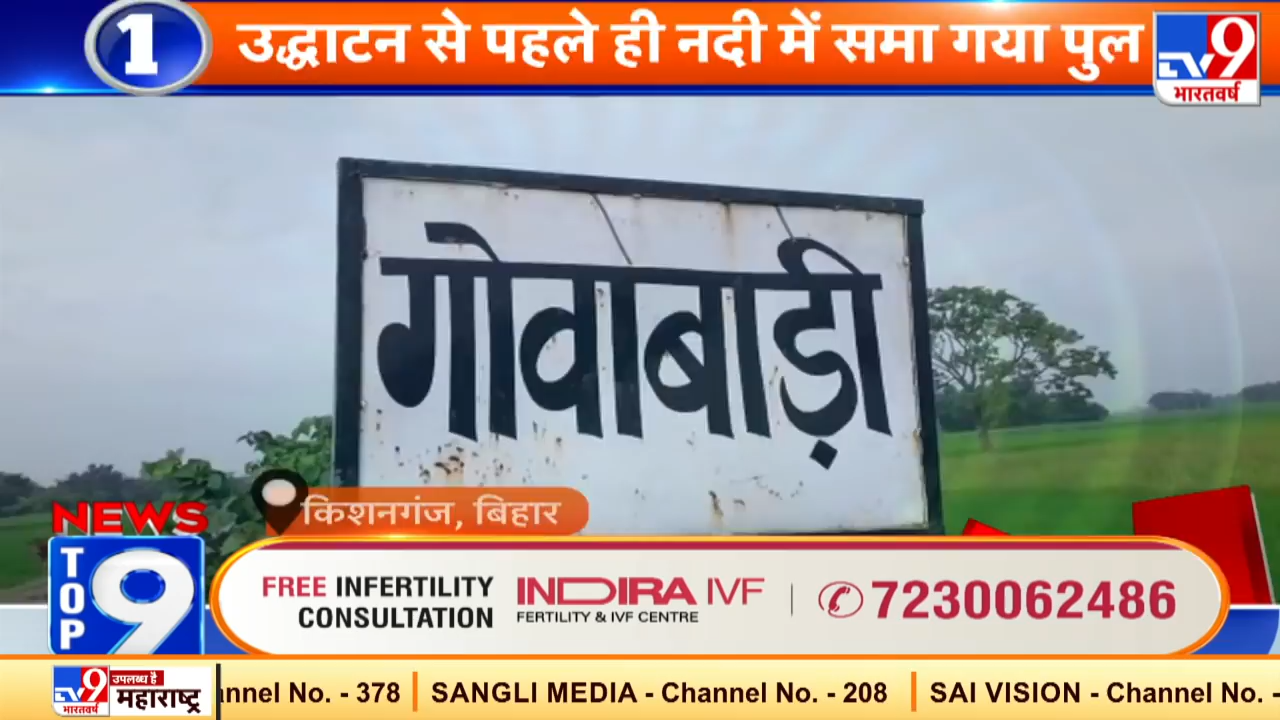 1 उद्घाटन से पहले ही नदी में समा गया पुल
TV9
भारतवर्ष
गोवाबाड़ी
किशनगंज, बिहार
NEWS
TOP 9
FREE INFERTILITY
CONSULTATION
INDIRA IVF
FERTILITY & IVF CENTRE
7230062486
TV9 भारतवर्ष
उपलब्ध है
महाराष्ट्र
nnel No. - 378 | SANGLI MEDIA - Channel No. - 208 | SAI VISION - Channel No. -